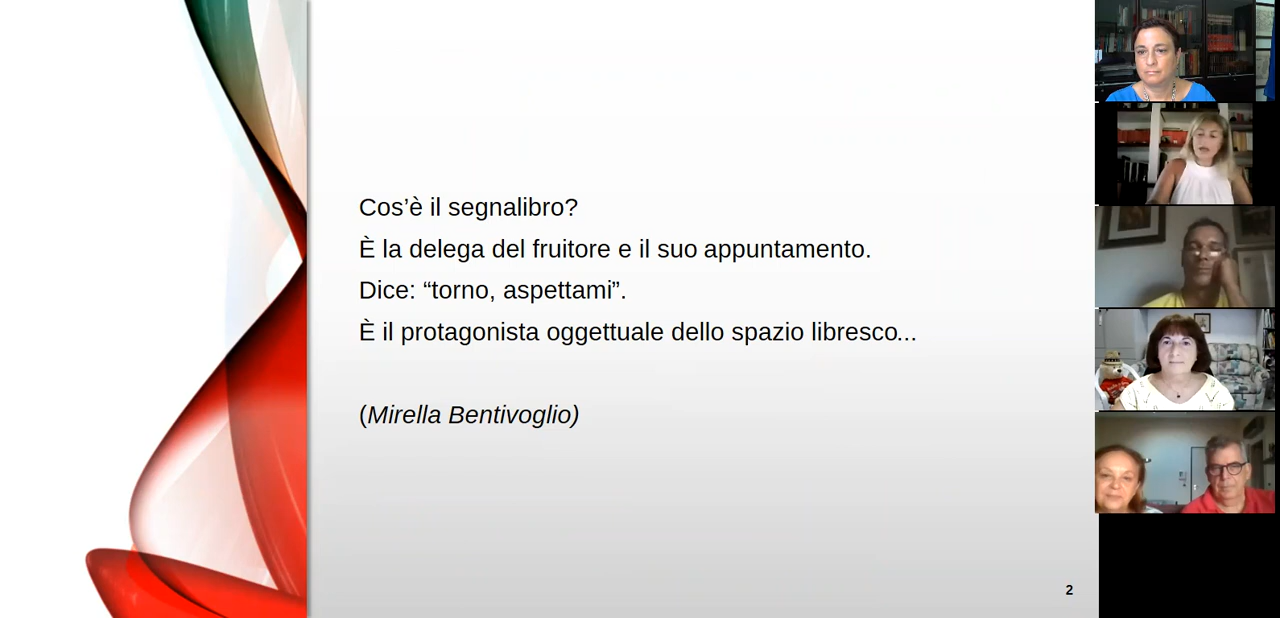 Cos’è il segnalibro?
È la delega del fruitore e il suo appuntamento.
Dice: “torno, aspettami”.
È il protagonista oggettuale dello spazio libresco...
(Mirella Bentivoglio)
2